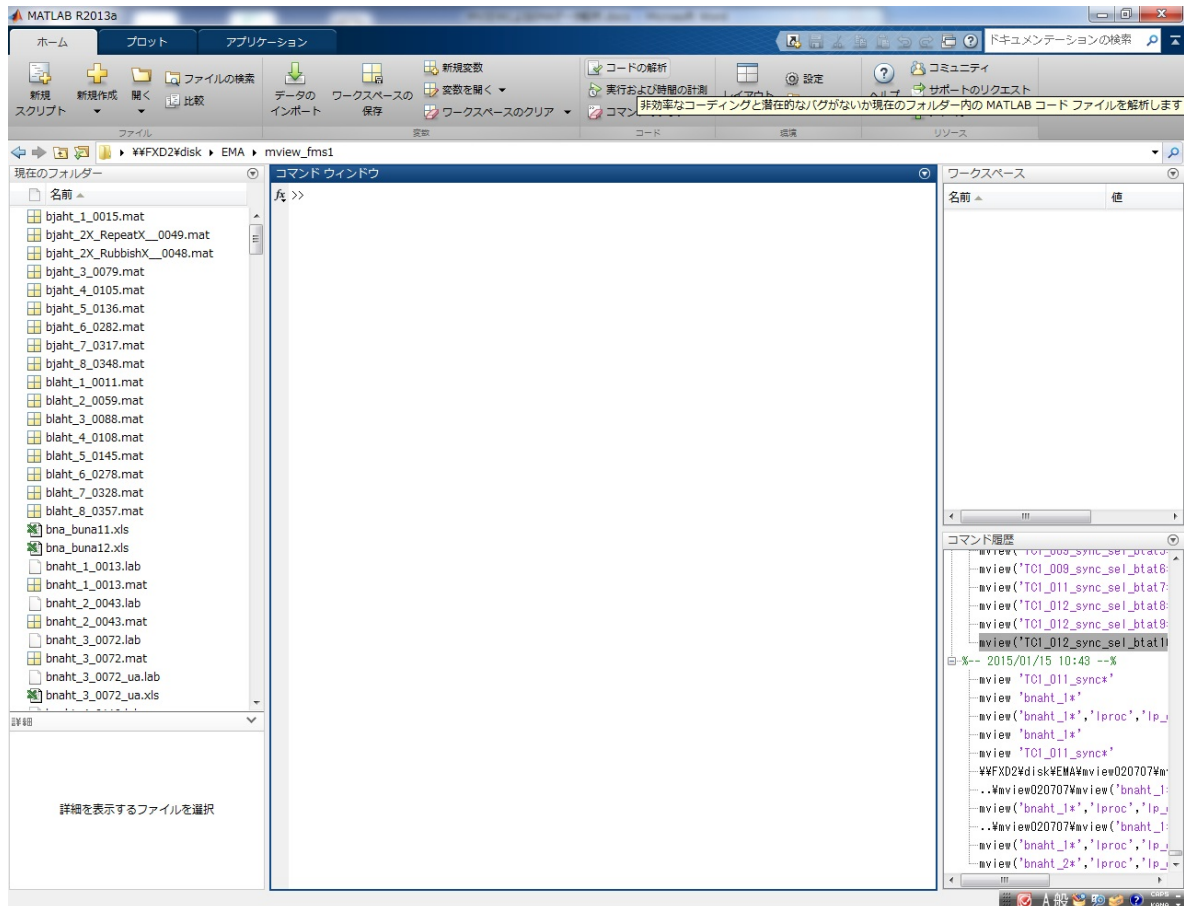 MATLAB R2013a
ホーム
プロット
アプリケーション
ドキュメンテーションの検索
新規
スクリプト
新規作成
開く
ファイルの検索
比較
ファイル
データの
インポート
ワークスペースの
保存
新規変数
変数を開く
ワークスペースのクリア
変数
コードの解析
実行および時間の計測
コマン
コード
レイアウト
設定
環境
ヘルプ
コミュニティ
サポートのリクエスト
リソース
非効率なコーディングと潜在的なバグがないか現在のフォルダー内の MATLAB コード ファイルを解析します
¥¥FXD2¥disk EMA mview_fms1
現在のフォルダー
名前
bjaht_1_0015.mat
bjaht_2X_RepeatX__0049.mat
bjaht_2X_RubbishX__0048.mat
bjaht_3_0079.mat
bjaht_4_0105.mat
bjaht_5_0136.mat
bjaht_6_0282.mat
bjaht_7_0317.mat
bjaht_8_0348.mat
blaht_1_0011.mat
blaht_2_0059.mat
blaht_3_0088.mat
blaht_4_0108.mat
blaht_5_0145.mat
blaht_6_0278.mat
blaht_7_0328.mat
blaht_8_0357.mat
bna_buna11.xls
bna_buna12.xls
bnaht_1_0013.lab
bnaht_1_0013.mat
bnaht_2_0043.lab
bnaht_2_0043.mat
bnaht_3_0072.lab
bnaht_3_0072.mat
bnaht_3_0072_ua.lab
bnaht_3_0072_ua.xls
詳細
詳細を表示するファイルを選択
コマンド ウィンドウ
fx >>
ワークスペース
名前
値
コマンド履歴
mview('TC1_009_sync_sel_btat5
mview('TC1_009_sync_sel_btat6
mview('TC1_011_sync_sel_btat7
mview('TC1_012_sync_sel_btat8
mview('TC1_012_sync_sel_btat9
mview('TC1_012_sync_sel_btat1
%-- 2015/01/15 10:43 --%
mview 'TC1_011_sync*'
mview 'bnaht_1*'
mview('bnaht_1*','lproc','lp_
mview 'bnaht_1*'
mview 'TC1_011_sync*'
¥¥FXD2¥disk¥EMA¥mview020707¥m
..¥mview020707¥mview('bnaht_1
mview('bnaht_1*','lproc','lp_
..¥mview020707¥mview('bnaht_1
mview('bnaht_1*','lproc','lp_
mview('bnaht_2*','lproc','lp_
A 般
CAPS
KANA